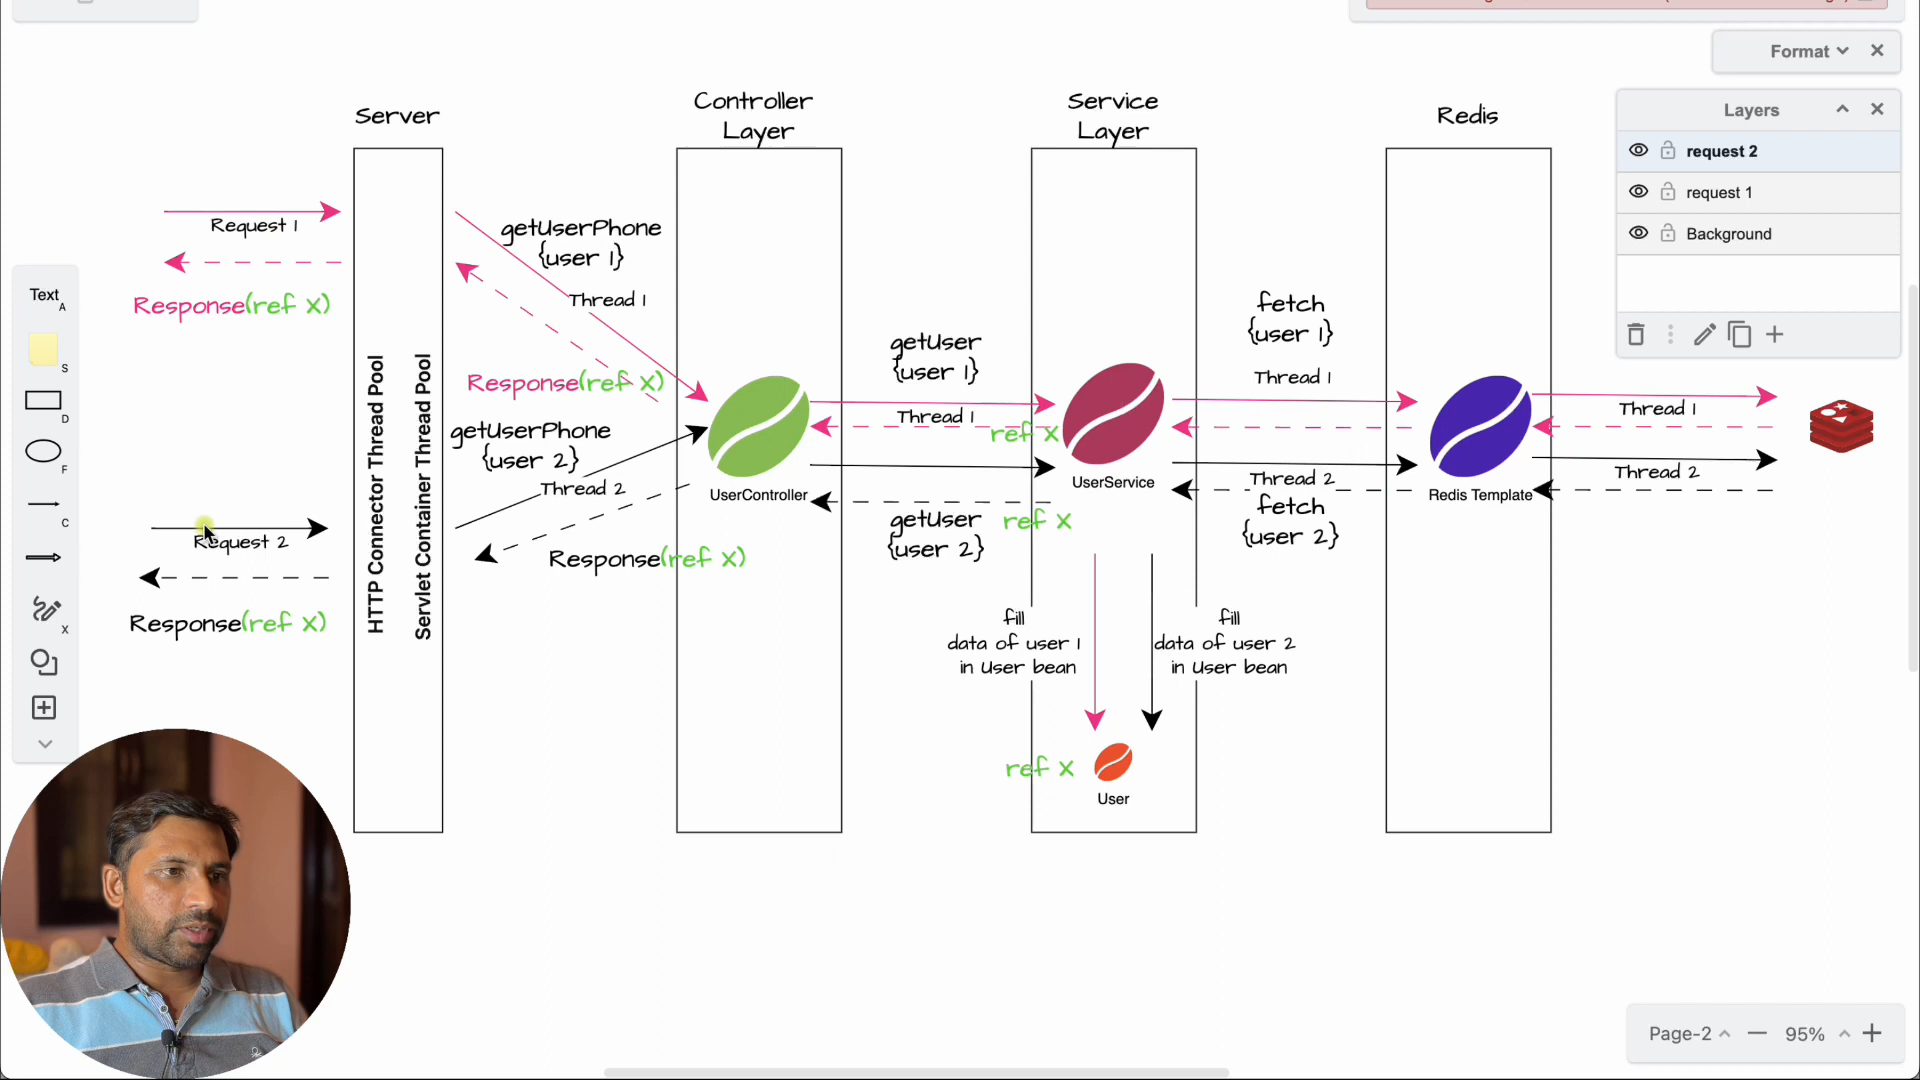 Format
Layers
request 2
request 1
Background
Server
Controller
Layer
Service
Layer
Redis
Request 1
Response(ref X)
getUserPhone
{user 1}
Thread 1
Response(ref X)
getUserPhone
{user 2}
Thread 2
Response(ref X)
Request 2
Response(ref X)
HTTP Connector Thread Pool
Servlet Container Thread Pool
UserController
getUser
{user 1}
Thread 1
ref X
getUser
{user 2}
ref X
UserService
fetch
{user 1}
Thread 1
Thread 2
fetch
{user 2}
Redis Template
Thread 1
Thread 2
fill
data of user 1
in User bean
fill
data of user 2
in User bean
ref X
User
Text
A
S
D
F
C
X
Page-2
95%